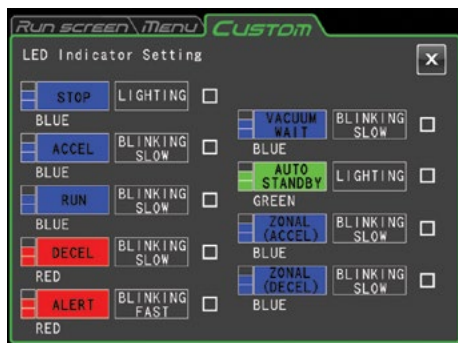 Run screen Menu Custom
LED Indicator Setting
X
STOP LIGHTING
BLUE
ACCEL BLINKING SLOW
BLUE
RUN BLINKING SLOW
BLUE
DECEL BLINKING SLOW
RED
ALERT BLINKING FAST
RED
VACUUM WAIT BLINKING SLOW
BLUE
AUTO STANDBY LIGHTING
GREEN
ZONAL (ACCEL) BLINKING SLOW
BLUE
ZONAL (DECEL) BLINKING SLOW
BLUE